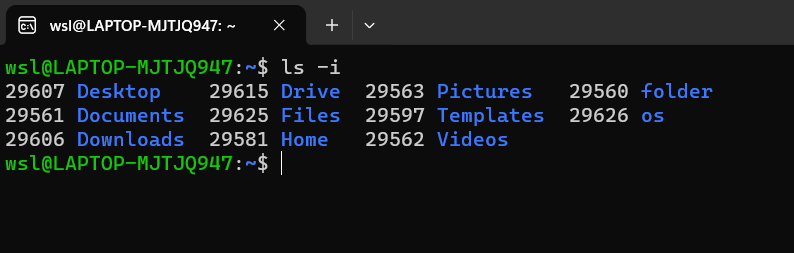 wsl@LAPTOP-MJTJQ947: ~
wsl@LAPTOP-MJTJQ947:~$ ls -i
29607 Desktop 29615 Drive 29563 Pictures 29560 folder
29561 Documents 29625 Files 29597 Templates 29626 os
29606 Downloads 29581 Home 29562 Videos
wsl@LAPTOP-MJTJQ947:~$